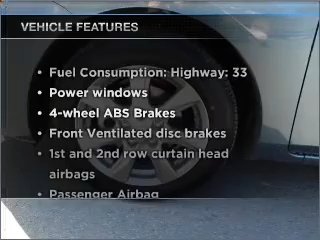 VEHICLE FEATURES
• Fuel Consumption: Highway: 33
• Power windows
• 4-wheel ABS Brakes
• Front Ventilated disc brakes
• 1st and 2nd row curtain head
airbags
• Passenger Airbag